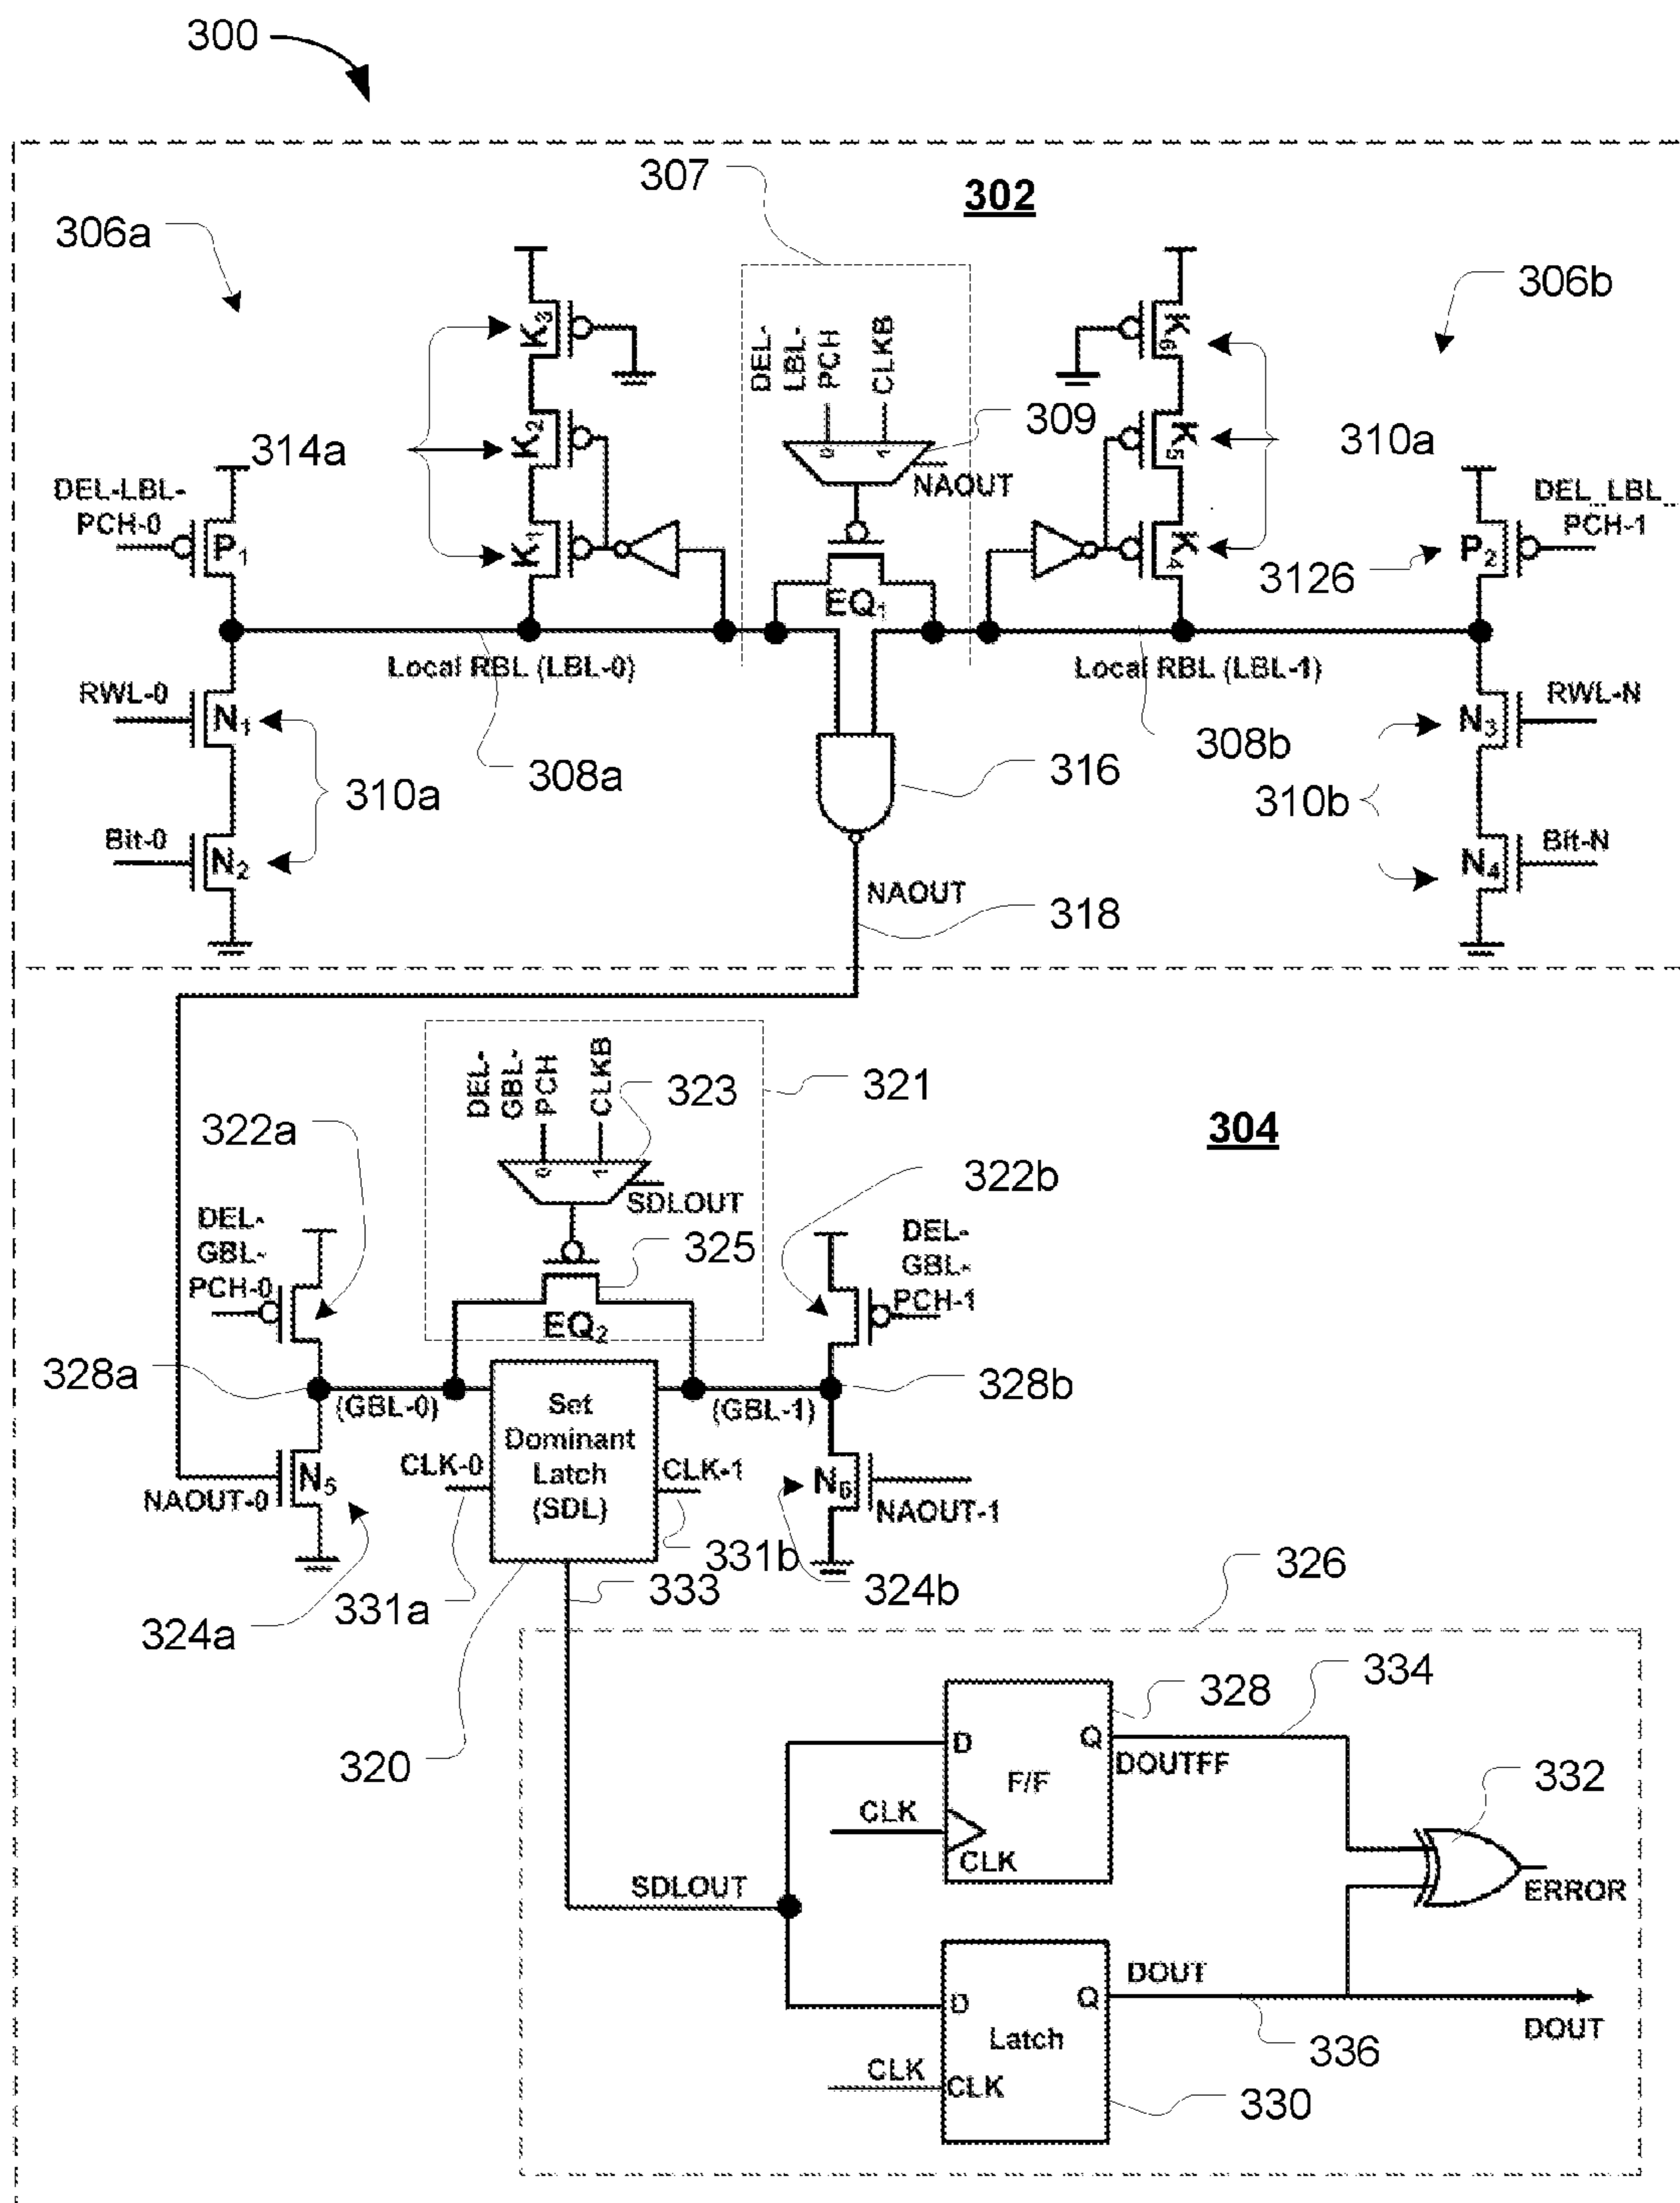 300
302
307
306a
306b
K3
K6
DEL-
LBL-
PCH
CLKB
0
1
309
NAOUT
314a
K2
K5
310a
DEL-LBL-
PCH-0
P1
K1
K4
P2
DEL_LBL_
PCH-1
3126
EQ1
Local RBL (LBL-0)
Local RBL (LBL-1)
RWL-0
N1
308a
308b
N3
RWL-N
310a
316
310b
Bit-0
N2
N4
Bit-N
NAOUT
318
DEL-
GBL-
PCH
CLKB
0
1
323
321
304
322a
SDLOUT
322b
DEL-
GBL-
PCH-0
325
DEL-
GBL-
PCH-1
EQ2
328a
(GBL-0)
Set
Dominant
Latch
(SDL)
(GBL-1)
328b
CLK-0
CLK-1
NAOUT-0
N5
N6
NAOUT-1
331a
333
331b
324b
324a
326
320
328
334
D
Q
DOUTFF
F/F
332
CLK
CLK
SDLOUT
ERROR
D
Q
DOUT
Latch
336
DOUT
CLK
CLK
330